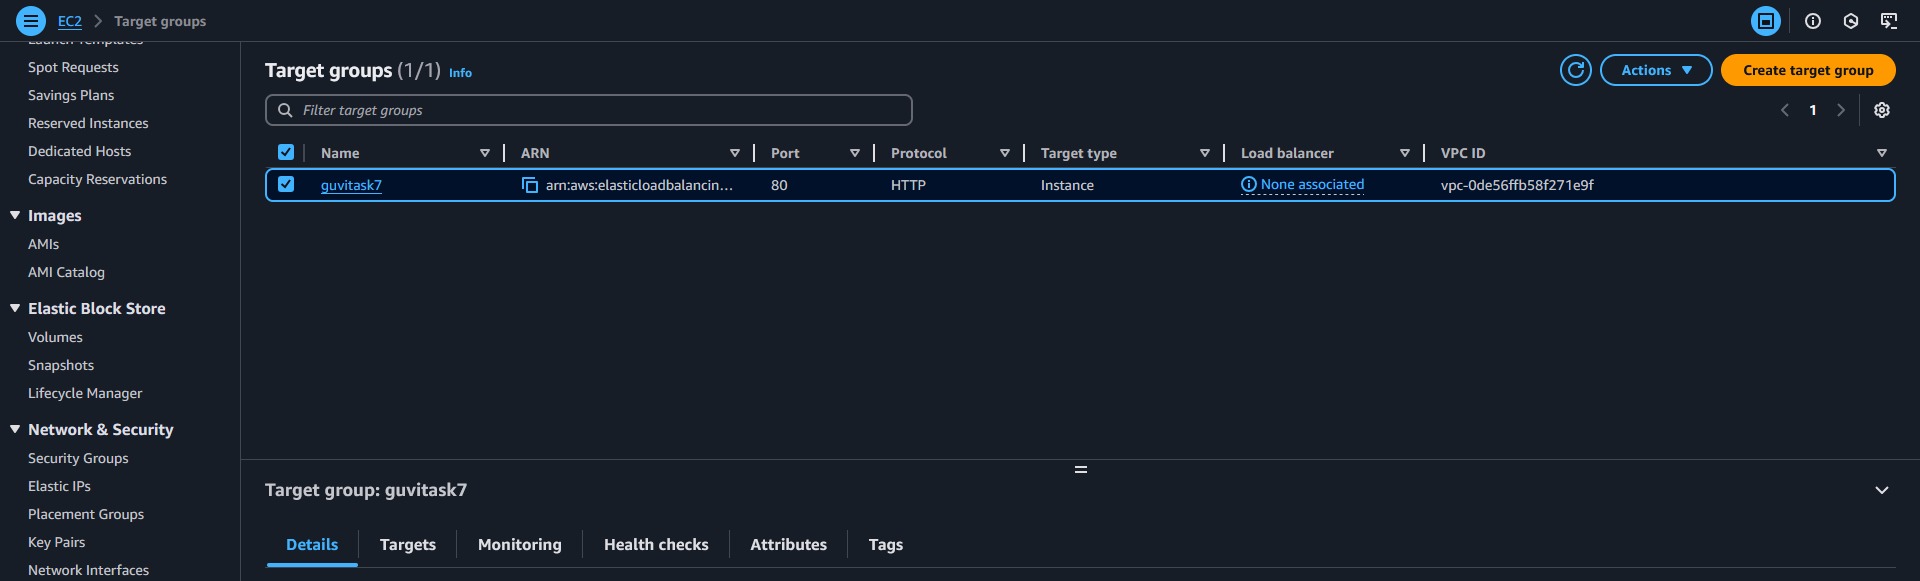 EC2 > Target groups
Launch Templates
Spot Requests
Savings Plans
Reserved Instances
Dedicated Hosts
Capacity Reservations
Images
AMIs
AMI Catalog
Elastic Block Store
Volumes
Snapshots
Lifecycle Manager
Network & Security
Security Groups
Elastic IPs
Placement Groups
Key Pairs
Network Interfaces
Target groups (1/1) Info
Actions
Create target group
Filter target groups
1
Name ARN Port Protocol Target type Load balancer VPC ID
guvitask7 arn:aws:elasticloadbalancin... 80 HTTP Instance None associated vpc-0de56ffb58f271e9f
Target group: guvitask7
Details Targets Monitoring Health checks Attributes Tags